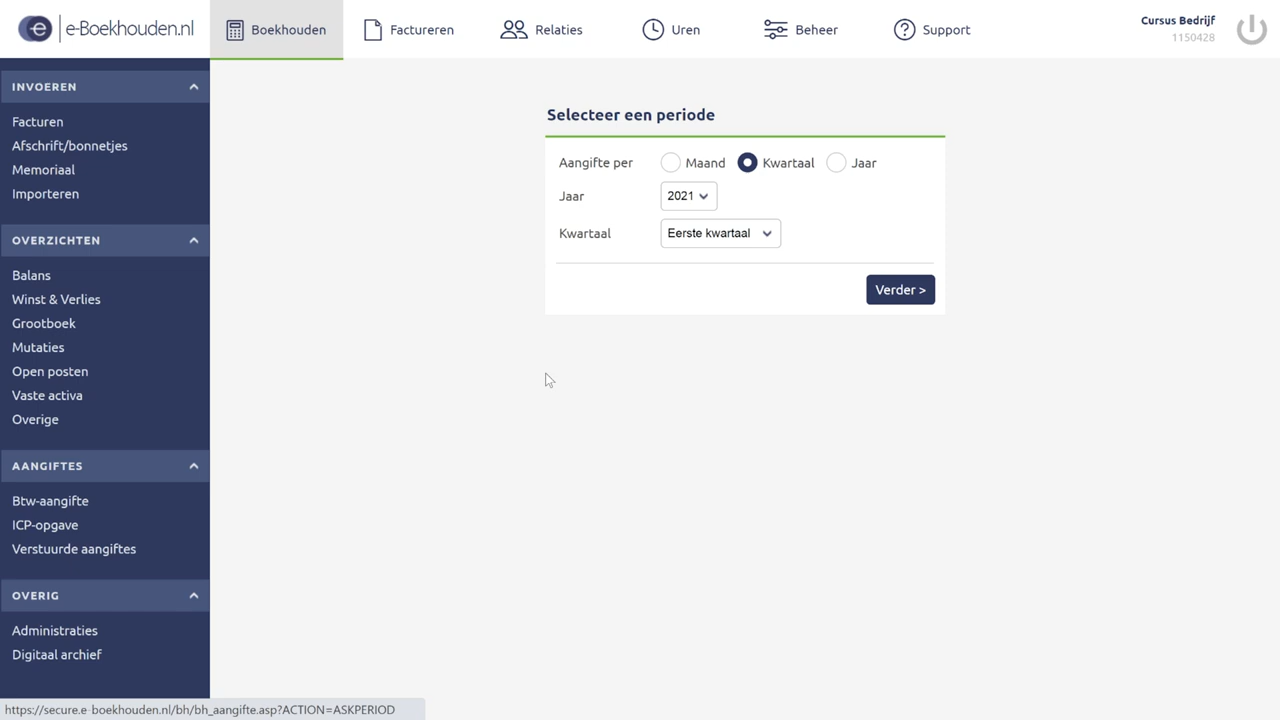 e-Boekhouden.nl
Boekhouden
Factureren
Relaties
Uren
Beheer
Support
Cursus Bedrijf
1150428
INVOEREN
Facturen
Afschrift/bonnetjes
Memoriaal
Importeren
OVERZICHTEN
Balans
Winst & Verlies
Grootboek
Mutaties
Open posten
Vaste activa
Overige
AANGIFTES
Btw-aangifte
ICP-opgave
Verstuurde aangiftes
OVERIG
Administraties
Digitaal archief
Selecteer een periode
Aangifte per Maand Kwartaal Jaar
Jaar 2021
Kwartaal Eerste kwartaal
Verder >
https://secure.e-boekhouden.nl/bh/bh_aangifte.asp?ACTION=ASKPERIOD